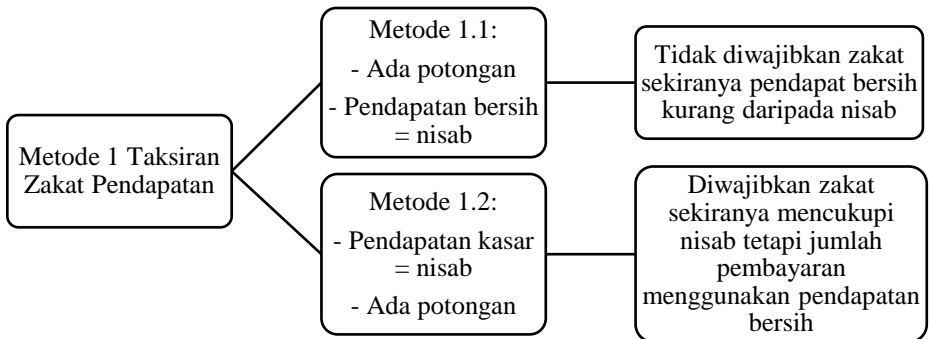 Metode 1 Taksiran
Zakat Pendapatan
Metode 1.1:
- Ada potongan
- Pendapatan bersih
= nisab
Tidak diwajibkan zakat
sekiranya pendapat bersih
kurang daripada nisab
Metode 1.2:
- Pendapatan kasar
= nisab
- Ada potongan
Diwajibkan zakat
sekiranya mencukupi
nisab tetapi jumlah
pembayaran
menggunakan pendapatan
bersih